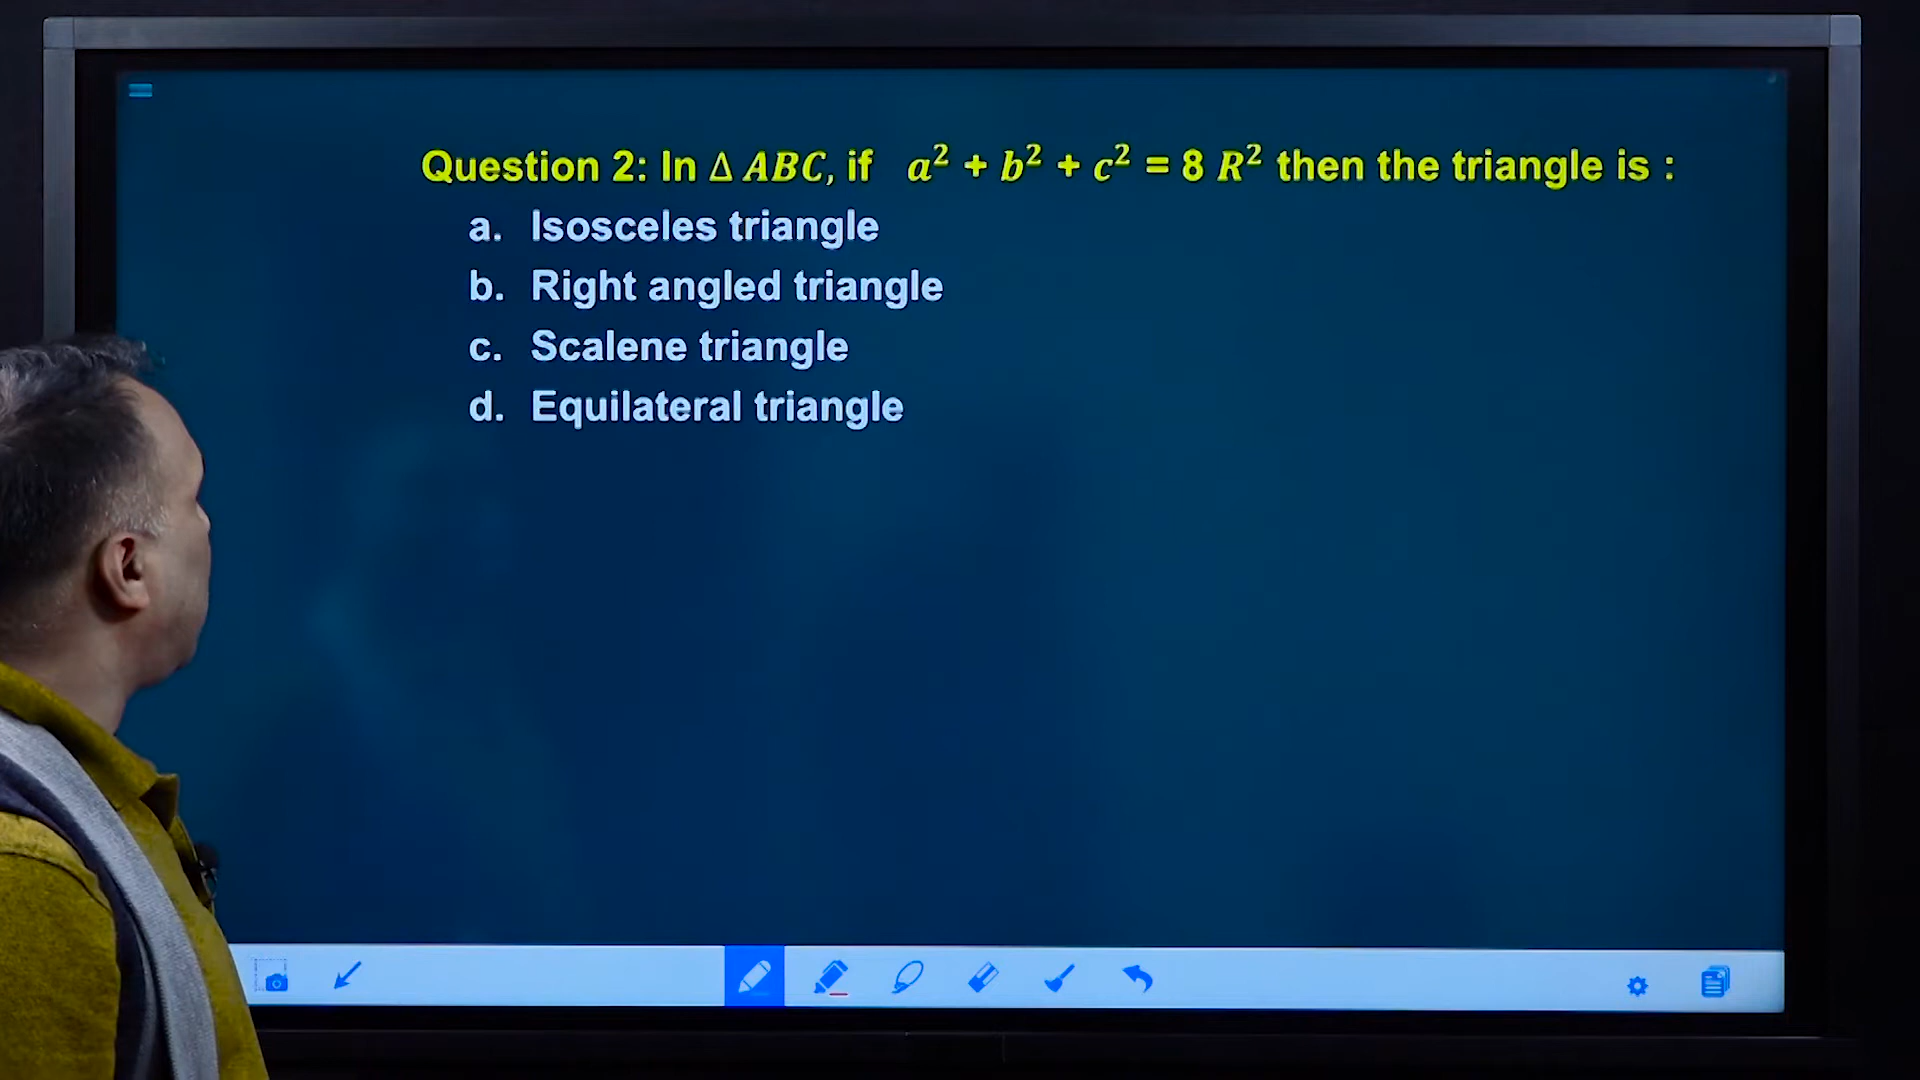 Question 2: In Δ ABC, if a² + b² + c² = 8 R² then the triangle is :
a. Isosceles triangle
b. Right angled triangle
c. Scalene triangle
d. Equilateral triangle